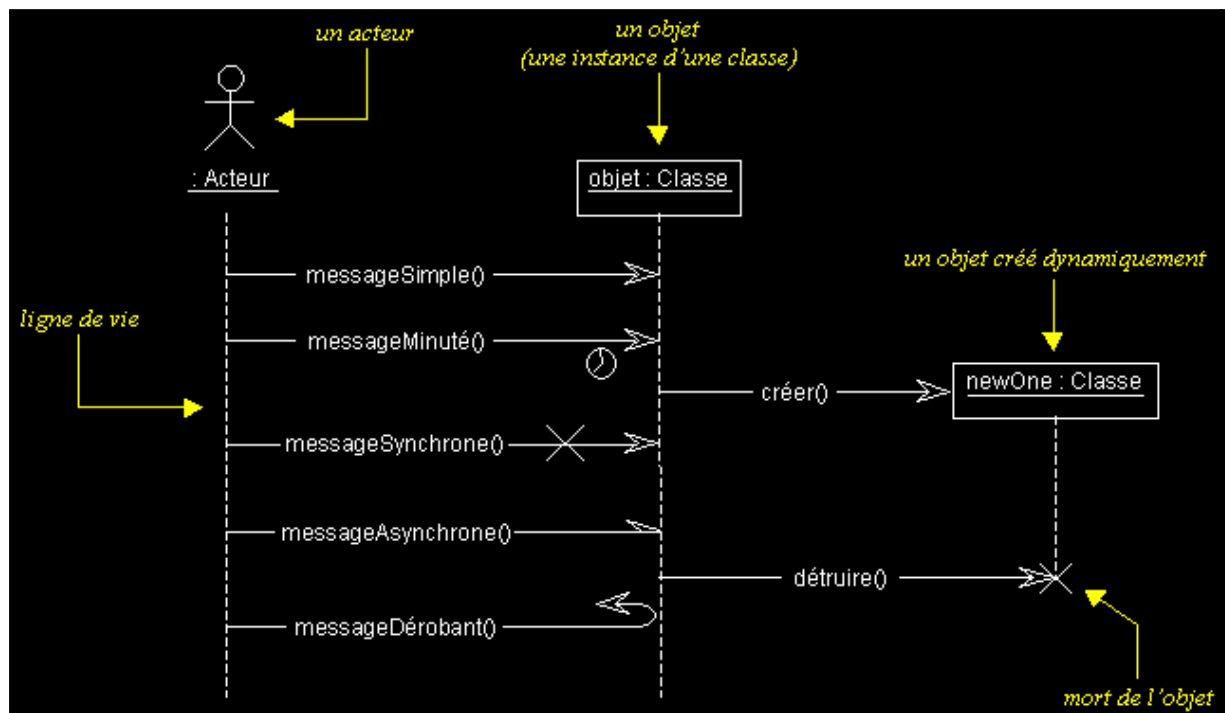 un acteur
un objet
(une instance d'une classe)
: Acteur
objet : Classe
messageSimple()
un objet créé dynamiquement
ligne de vie
messageMinuté()
newOne : Classe
créer()
messageSynchrone()
messageAsynchrone()
détruire()
messageDérobant()
mort de l'objet